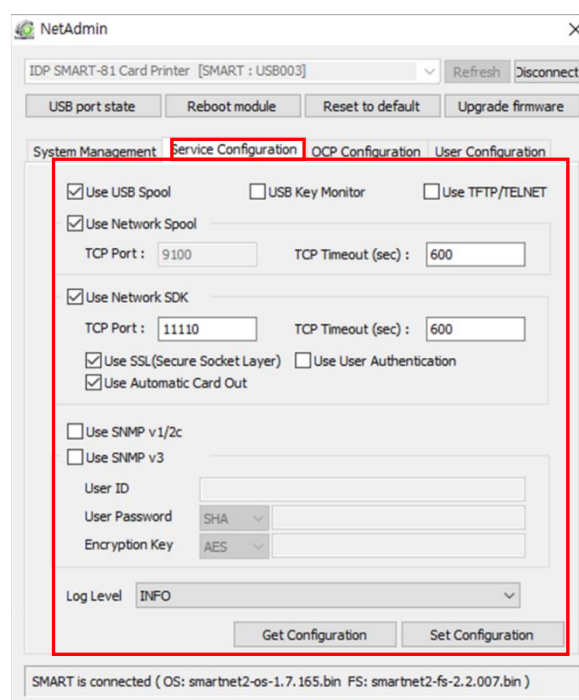 NetAdmin
IDP SMART-81 Card Printer [SMART : USB003] Refresh Disconnect
USB port state Reboot module Reset to default Upgrade firmware
System Management Service Configuration OCP Configuration User Configuration
Use USB Spool USB Key Monitor Use TFTP/TELNET
Use Network Spool
TCP Port : 9100 TCP Timeout (sec) : 600
Use Network SDK
TCP Port : 11110 TCP Timeout (sec) : 600
Use SSL(Secure Socket Layer) Use User Authentication
Use Automatic Card Out
Use SNMP v1/2c
Use SNMP v3
User ID
User Password SHA
Encryption Key AES
Log Level INFO
Get Configuration Set Configuration
SMART is connected ( OS: smartnet2-os-1.7.165.bin FS: smartnet2-fs-2.2.007.bin )